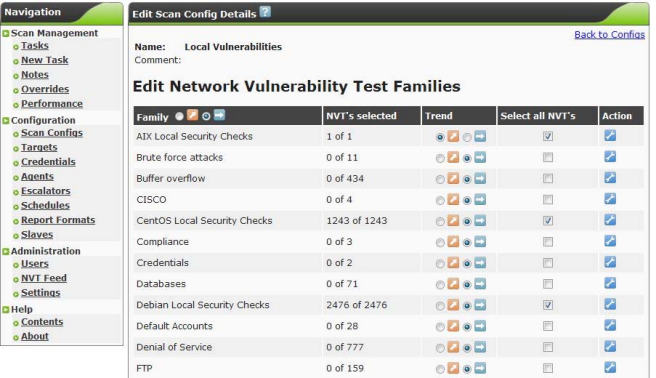 Navigation
Scan Management
Tasks
New Task
Notes
Overrides
Performance
Configuration
Scan Configs
Targets
Credentials
Agents
Escalators
Schedules
Report Formats
Slaves
Administration
Users
NVT Feed
Settings
Help
Contents
About
Edit Scan Config Details ?
Back to Configs
Name: Local Vulnerabilities
Comment:
Edit Network Vulnerability Test Families
Family NVT's selected Trend Select all NVT's Action
AIX Local Security Checks 1 of 1
Brute force attacks 0 of 11
Buffer overflow 0 of 434
CISCO 0 of 4
CentOS Local Security Checks 1243 of 1243
Compliance 0 of 3
Credentials 0 of 2
Databases 0 of 71
Debian Local Security Checks 2476 of 2476
Default Accounts 0 of 28
Denial of Service 0 of 777
FTP 0 of 159